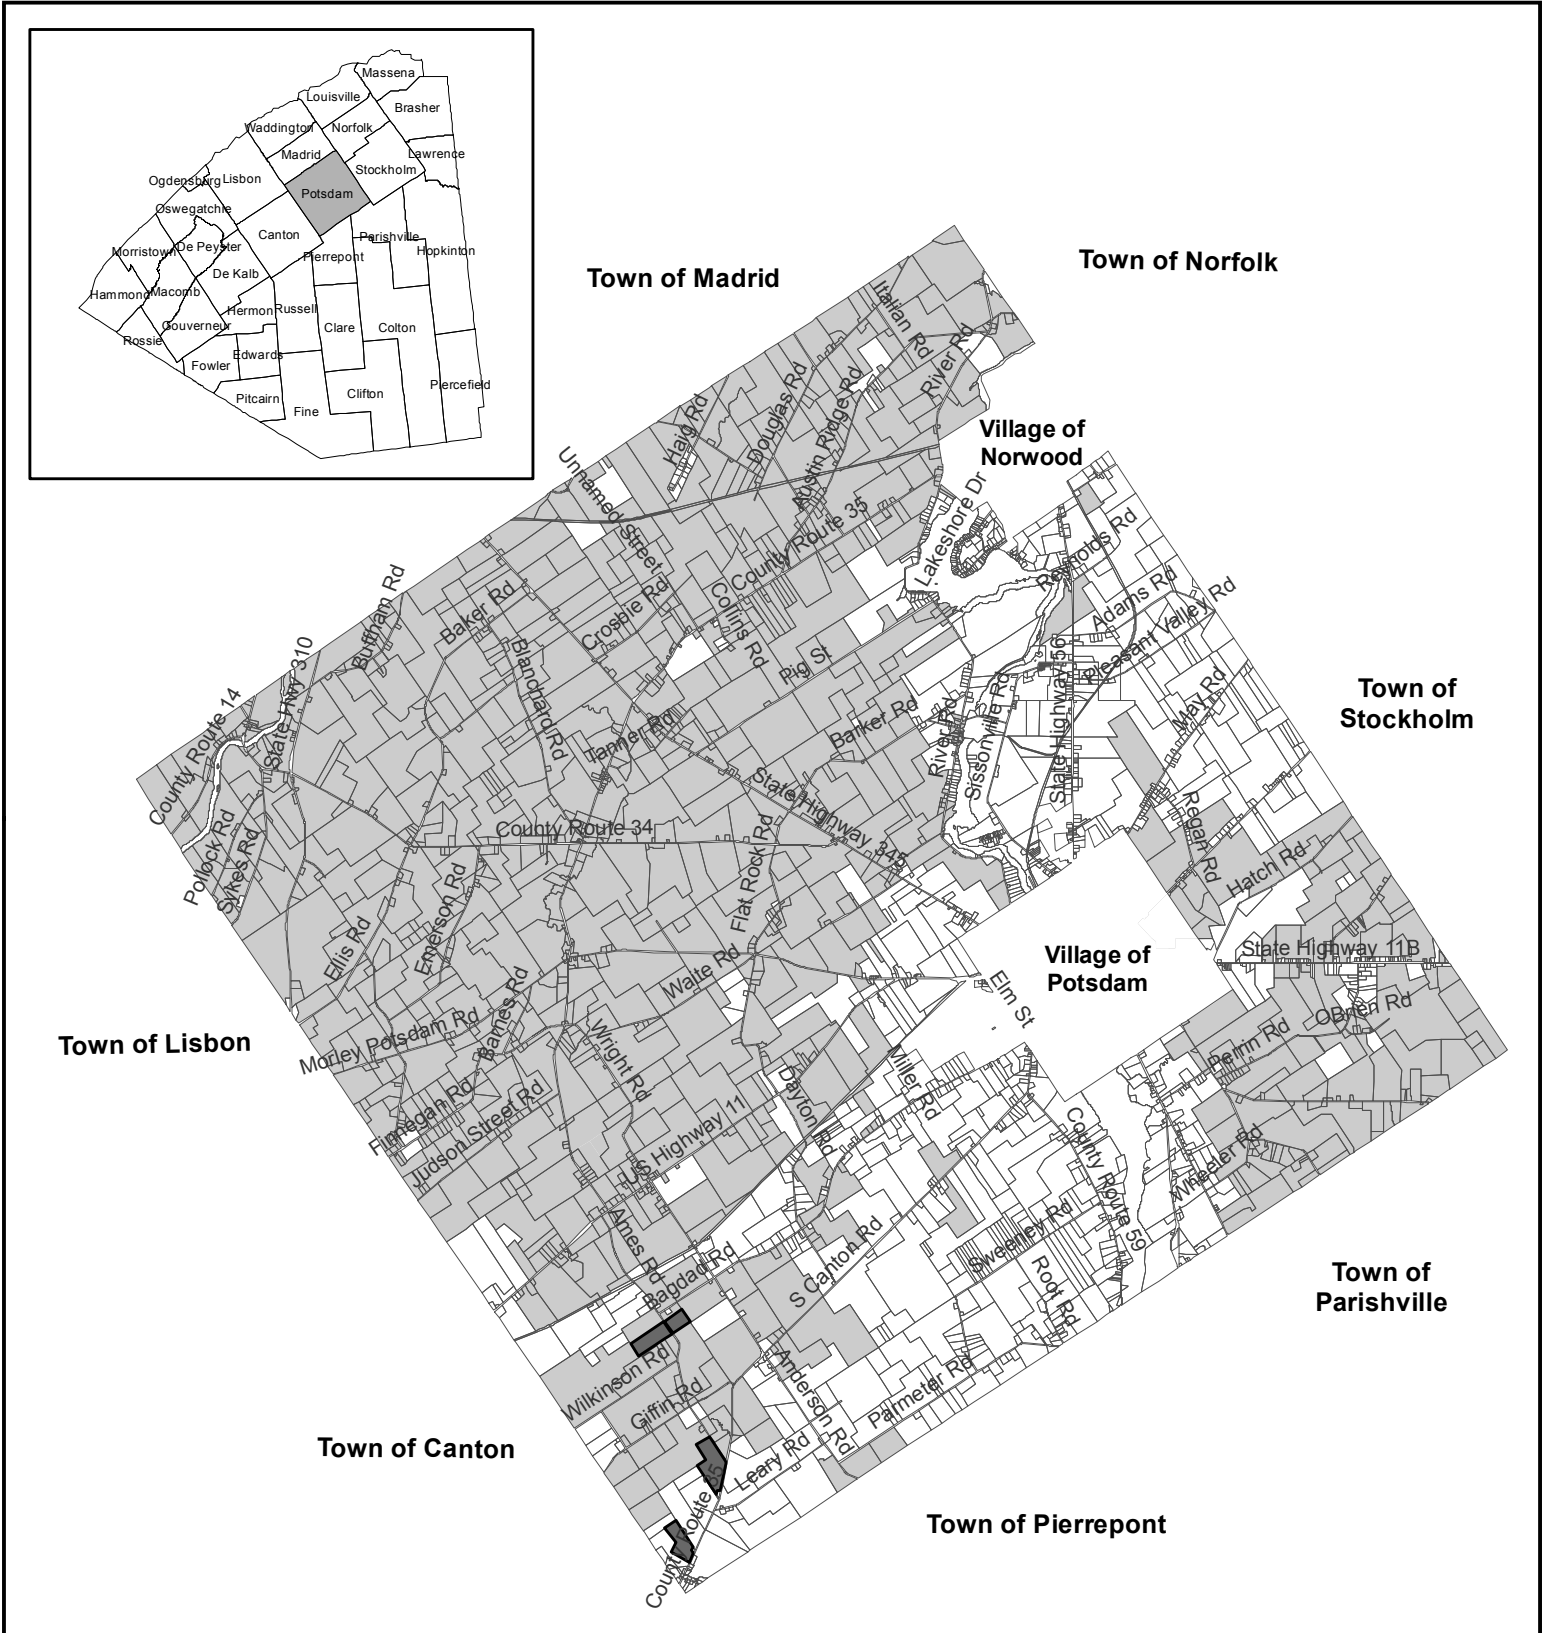 Massena
Louisville
Brasher
Waddington
Norfolk
Madrid
Lawrence
Stockholm
Ogdensburg
Lisbon
Potsdam
Oswegatchie
Canton
Parishville
Morristown
De Peyster
Hopkinton
Pierrepont
De Kalb
Hammond
Macomb
Hermon
Russell
Gouverneur
Clare
Colton
Rossie
Edwards
Fowler
Piercefield
Clifton
Pitcairn
Fine
Town of Norfolk
Town of Madrid
Italian Rd
River Rd
Douglas Rd
Austin Ridge Rd
Haig Rd
Village of
Norwood
Unnamed Street
Lakeshore Dr
County Route 35
Reynolds Rd
Buffham Rd
Baker Rd
Crosbie Rd
Collins Rd
Adams Rd
Pleasant Valley Rd
Blanchard Rd
Pig St
State Hwy 310
County Route 14
Tanner Rd
Barker Rd
River Rd
Sissonville Rd
State Highway 56
May Rd
Town of
Stockholm
State Highway 345
County Route 34
Pollock Rd
Sykes Rd
Regan Rd
Hatch Rd
Flat Rock Rd
Emerson Rd
Ellis Rd
State Highway 11B
Village of
Potsdam
Waite Rd
Elm St
Barnes Rd
OBrien Rd
Perrin Rd
Town of Lisbon
Morley Potsdam Rd
Wright Rd
Miller Rd
Dayton Rd
Finnegan Rd
Judson Street Rd
US Highway 11
County Route 59
Wheeler Rd
Ames Rd
Bagdad Rd
S Canton Rd
Sweeney Rd
Root Rd
Town of
Parishville
Wilkinson Rd
Giffin Rd
Anderson Rd
Parmeter Rd
Town of Canton
Leary Rd
County Route 35
Town of Pierrepont